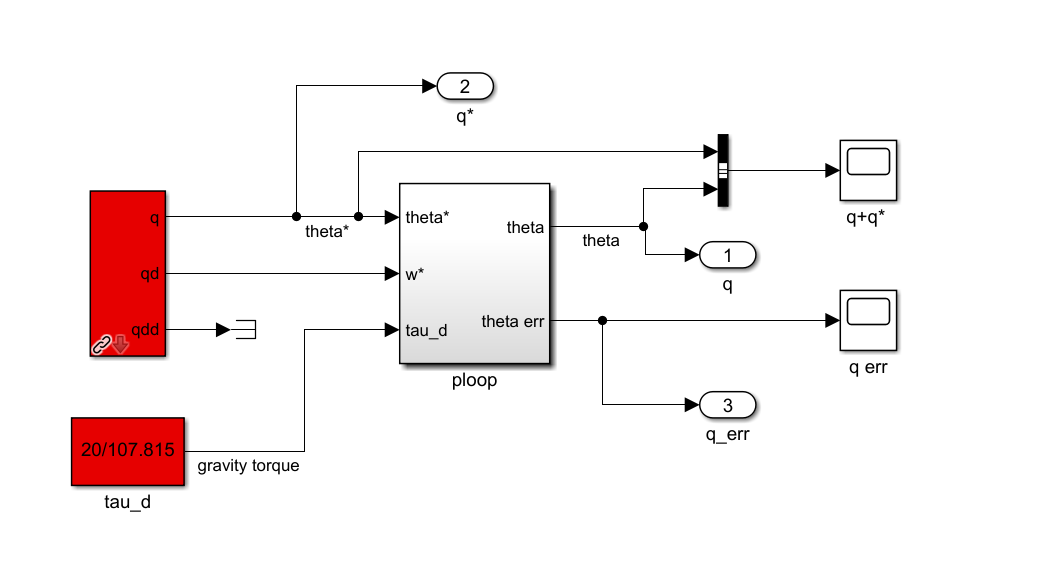 2
q*
q
theta*
qd
qdd
theta*
w*
tau_d
theta
theta err
ploop
theta
q+q*
1
q
q err
3
q_err
20/107.815
gravity torque
tau_d